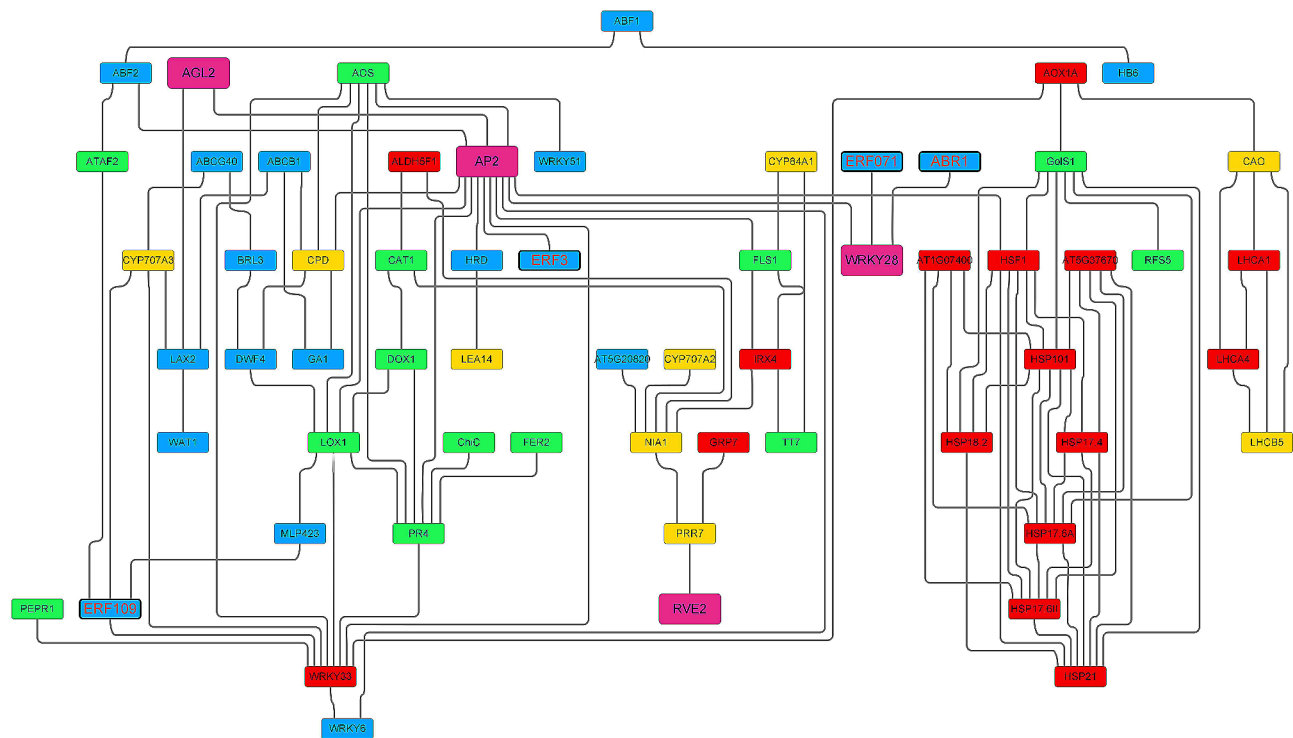 ABF1
ABF2
AGL2
AOS
AOX1A
HB6
ATAF2
ABCG40
ABCB1
ALDH5F1
AP2
WRKY51
CYP84A1
ERF071
ABR1
GolS1
CAO
CYP707A3
BRL3
CPD
CAT1
HRD
ERF3
FLS1
WRKY28
AT1G07400
HSF1
AT5G37670
RFS5
LHCA1
LAX2
DWF4
GA1
DOX1
LEA14
AT5G20820
CYP707A2
IRX4
HSP101
LHCA4
WAT1
LOX1
ChiC
FER2
NIA1
GRP7
TT7
HSP18.2
HSP17.4
LHCB5
MLP423
PR4
PRR7
HSP17.6A
PEPR1
ERF109
RVE2
HSP17.6II
WRKY33
HSP21
WRKY6